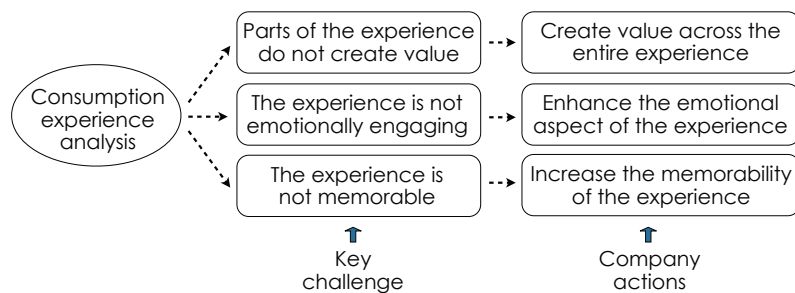 Consumption
experience
analysis
Parts of the experience
do not create value
Create value across the
entire experience
The experience is not
emotionally engaging
Enhance the emotional
aspect of the experience
The experience is
not memorable
Increase the memorability
of the experience
Key
challenge
Company
actions